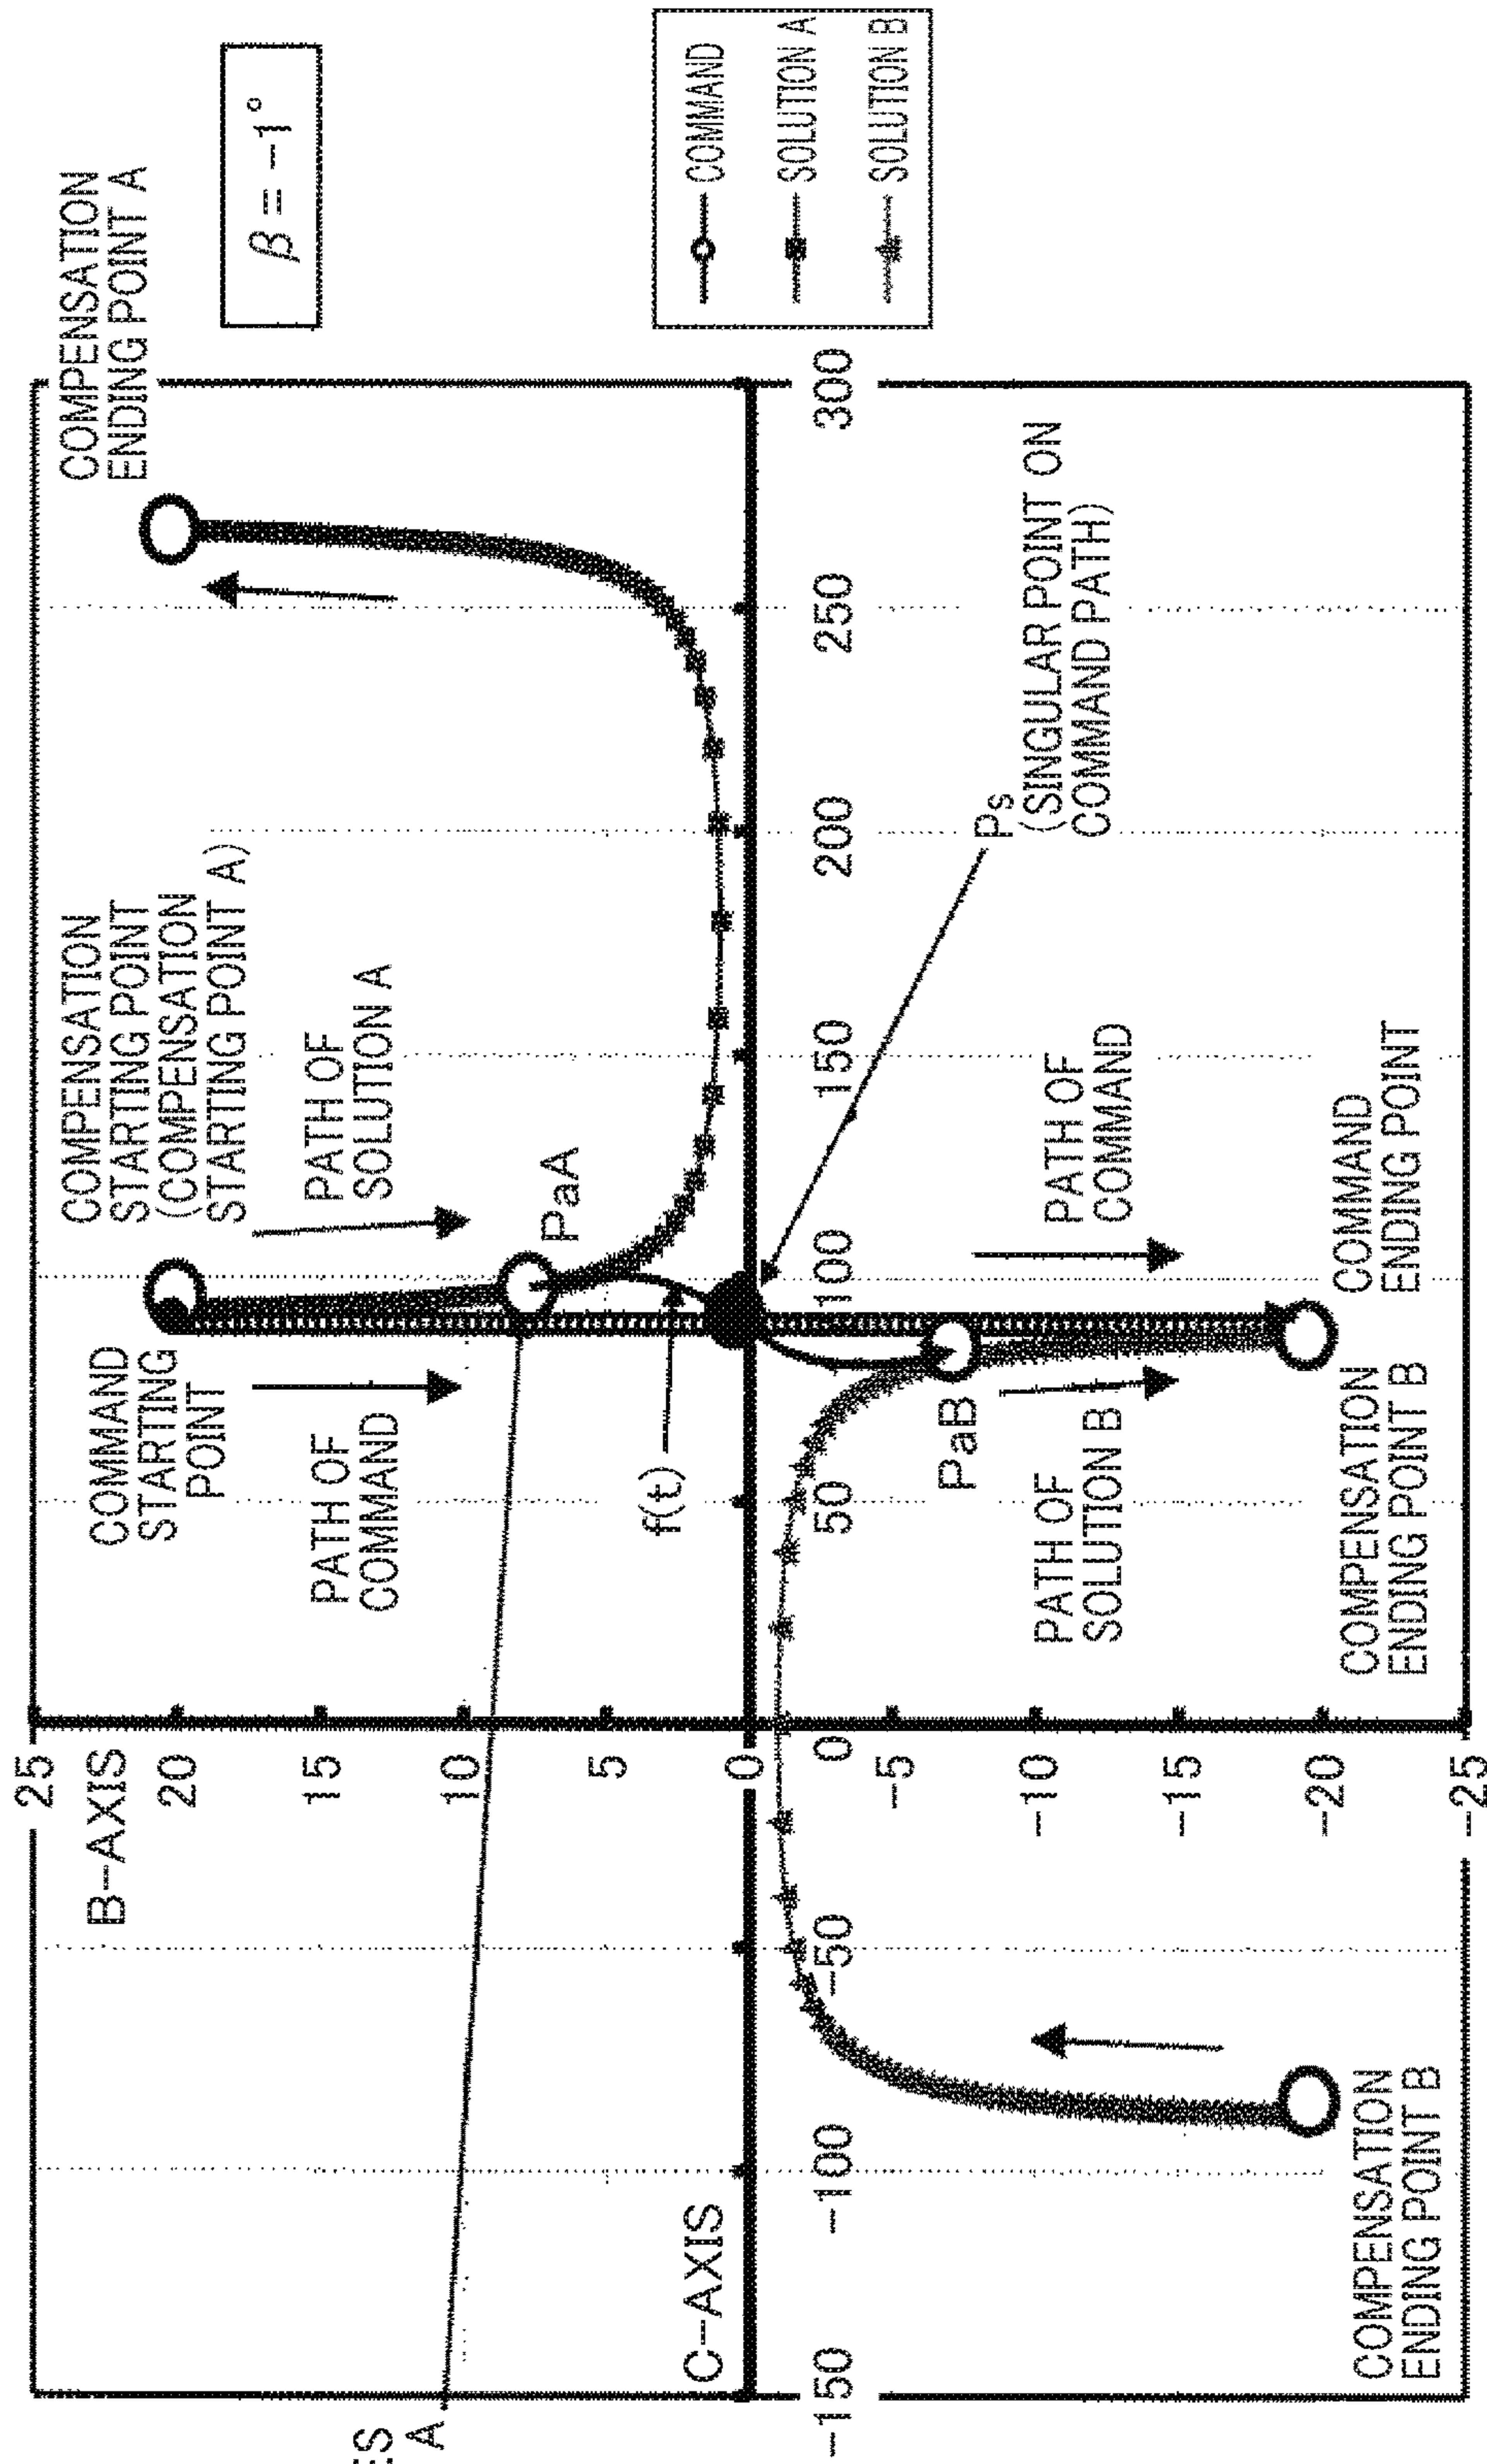 COMPENSATION
ENDING POINT A
β = −1°
COMMAND
SOLUTION A
SOLUTION B
COMPENSATION
STARTING POINT
(COMPENSATION
STARTING POINT A)
PATH OF
SOLUTION A
COMMAND
STARTING
POINT
PATH OF
COMMAND
B-AXIS
25
20
15
10
5
0
-5
-10
-15
-20
-25
PaA
f(t)
C-AXIS
-150
-100
-50
0
50
100
150
200
250
300
Ps
(SINGULAR POINT ON
COMMAND PATH)
PaB
PATH OF
SOLUTION B
PATH OF
COMMAND
COMMAND
ENDING POINT
COMPENSATION
ENDING POINT B
COMPENSATION
ENDING POINT B
ES
A